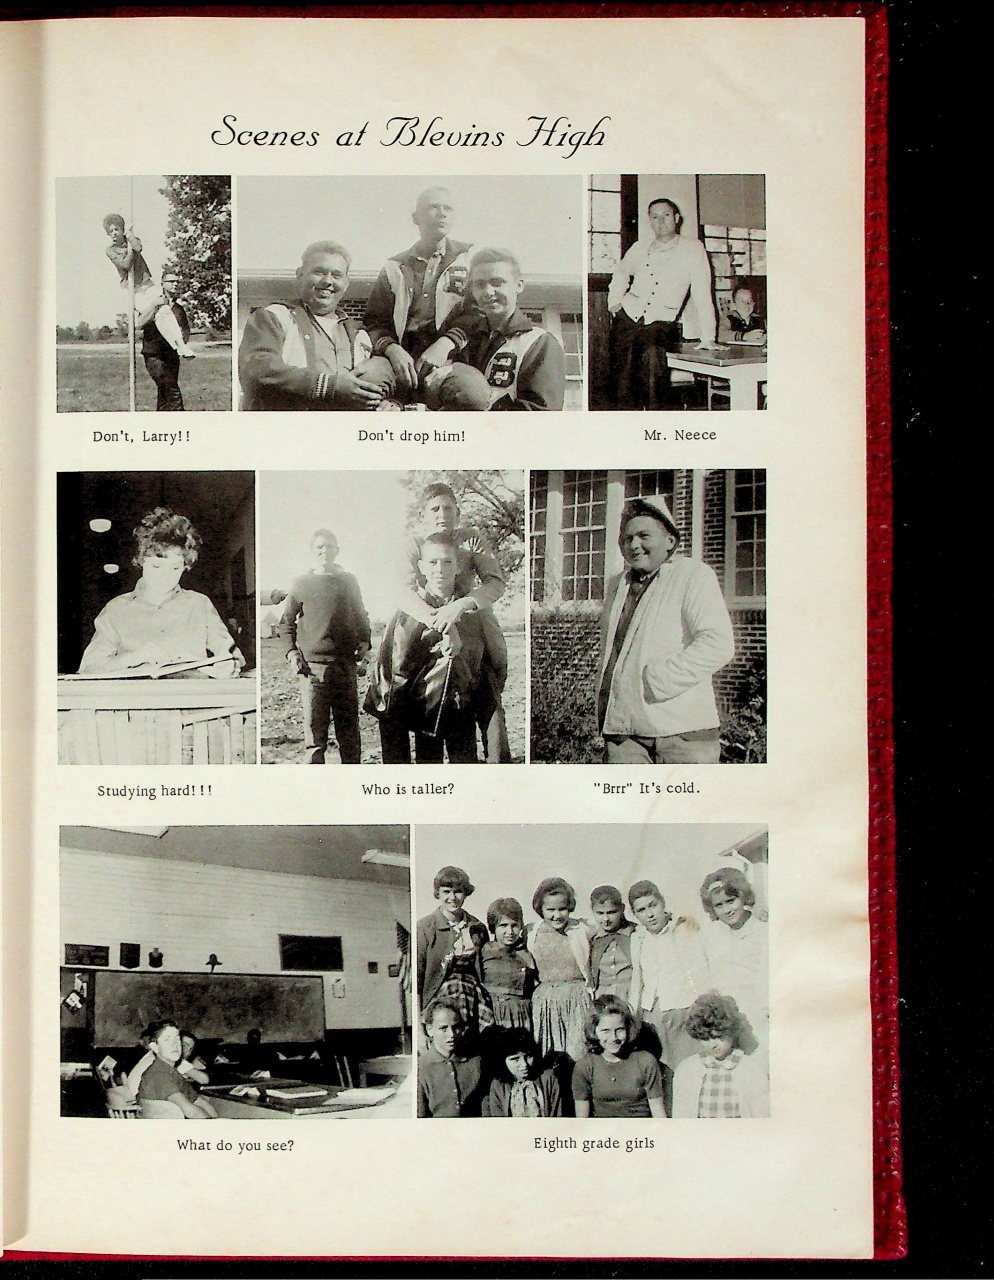 Scenes at Blevins High
Don't, Larry!!
Don't drop him!
Mr. Neece
B
B
Studying hard!!!
Who is taller?
"Brrr" It's cold.
What do you see?
Eighth grade girls